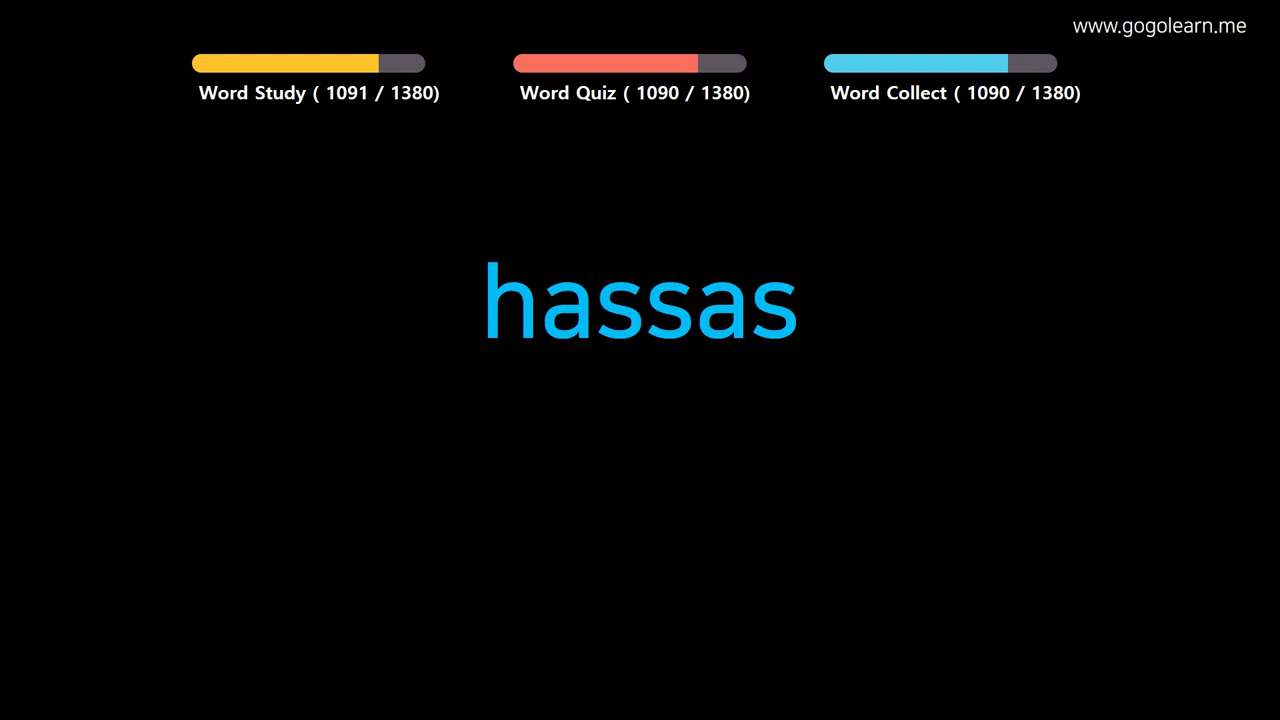 www.gogolearn.me
Word Study ( 1091 / 1380)
Word Quiz ( 1090 / 1380)
Word Collect ( 1090 / 1380)
hassas